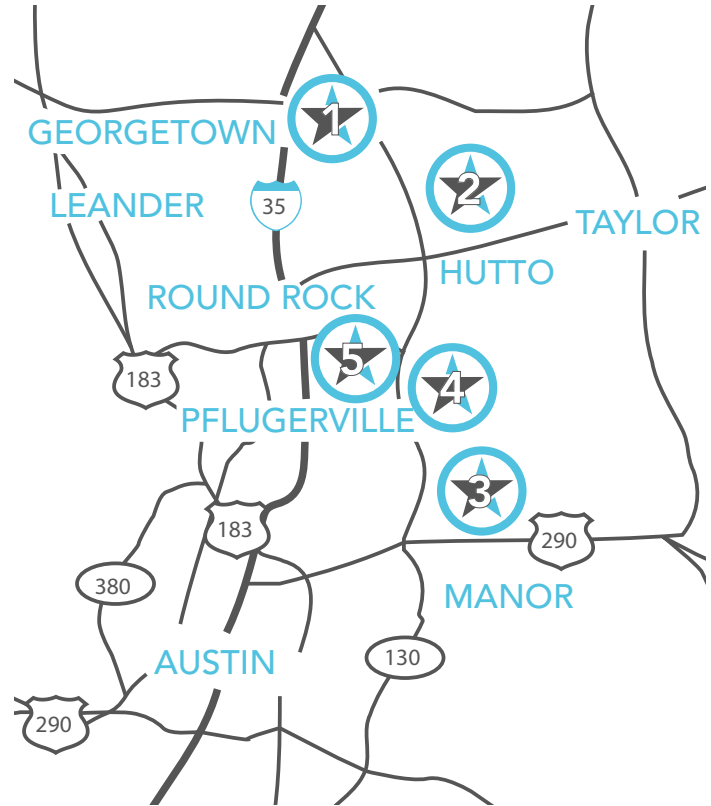 1
GEORGETOWN
2
LEANDER
35
TAYLOR
HUTTO
ROUND ROCK
5
183
4
PFLUGERVILLE
3
183
290
380
MANOR
130
AUSTIN
290